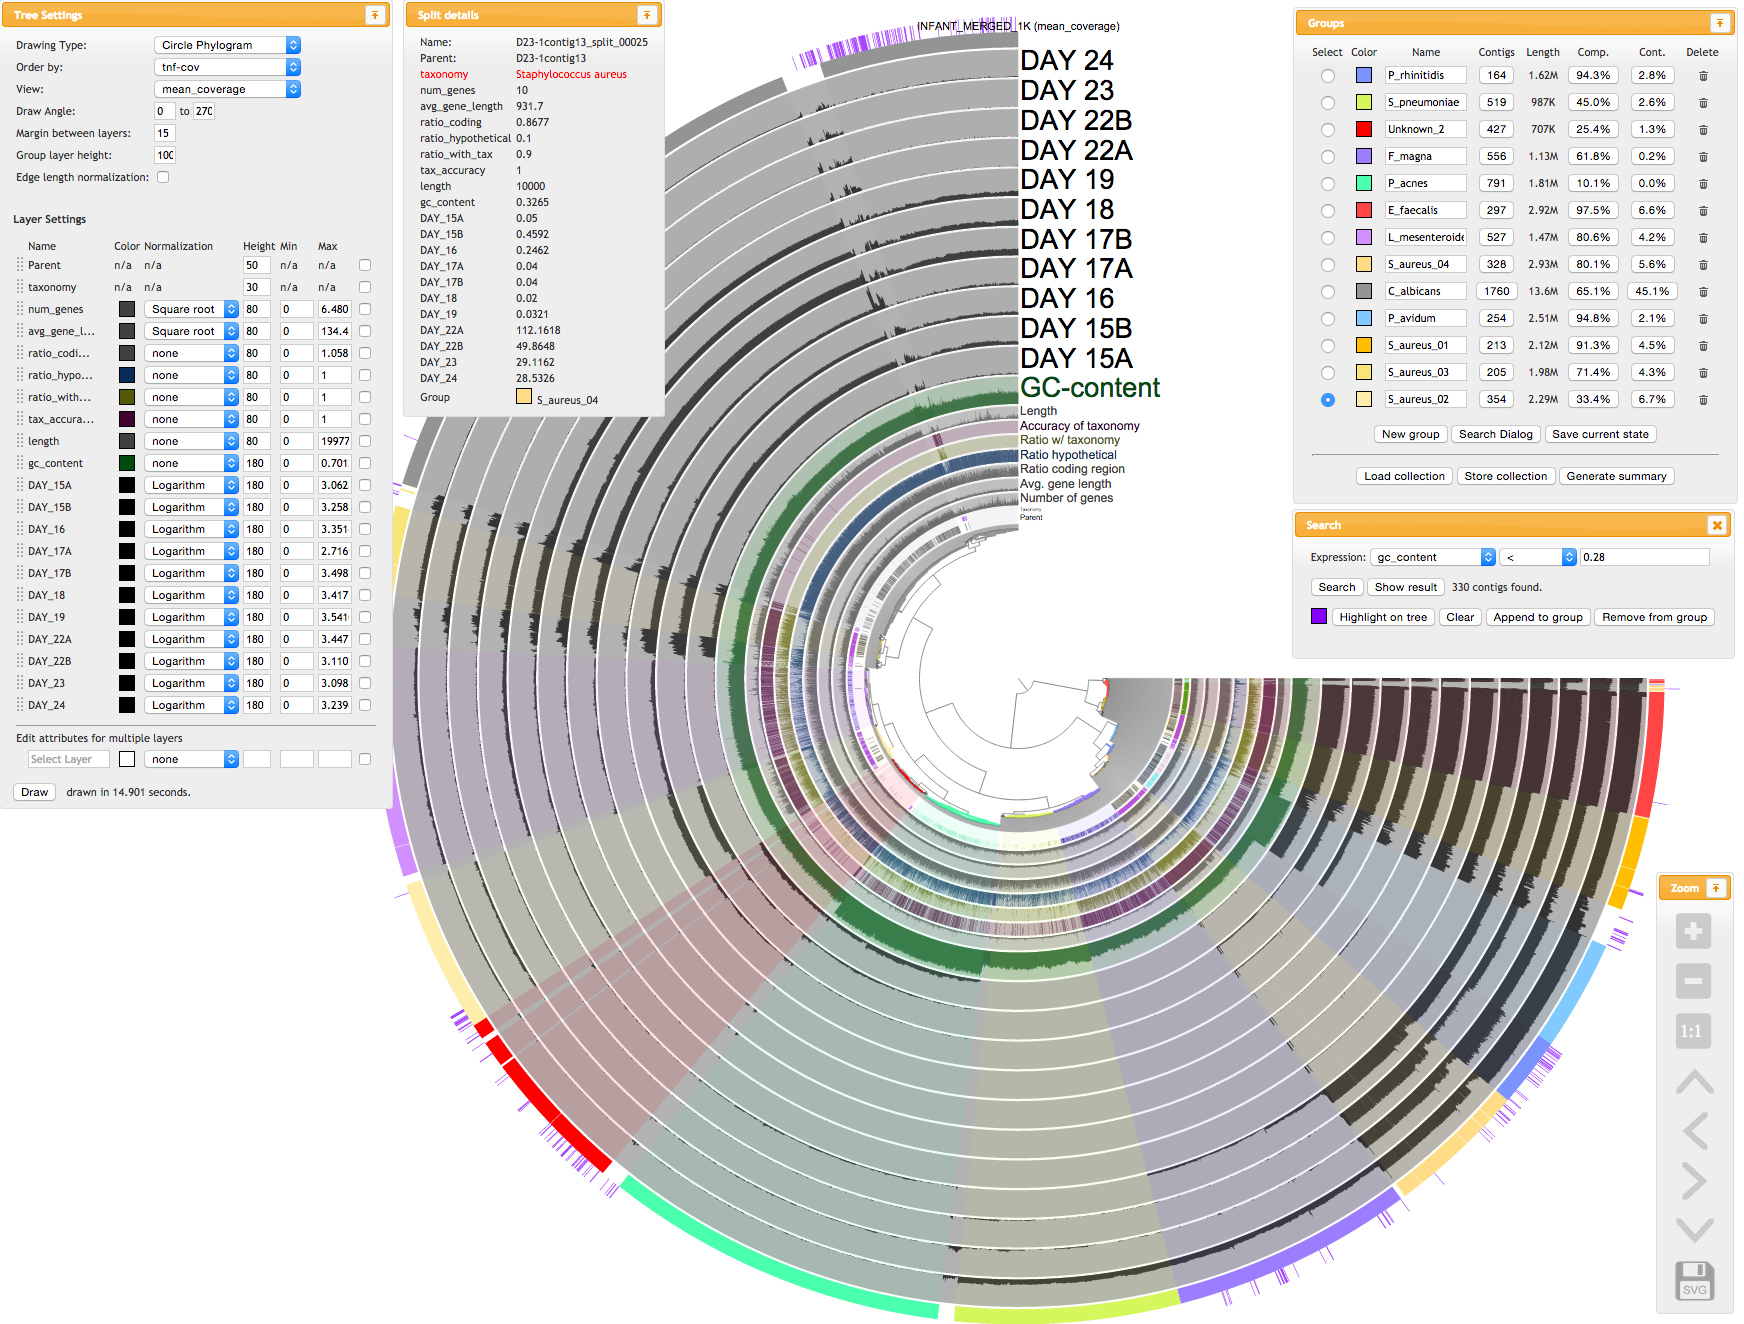 Tree Settings
Drawing Type: Circle Phylogram
Order by: tnf-cov
View: mean_coverage
Draw Angle: 0 to 270
Margin between layers: 15
Group layer height: 100
Edge length normalization:
Layer Settings
Name Color Normalization Height Min Max
Parent n/a n/a 50 n/a n/a
taxonomy n/a n/a 30 n/a n/a
num_genes Square root 80 0 6.480
avg_gene_l... Square root 80 0 134.4
ratio_codi... none 80 0 1.058
ratio_hypo... none 80 0 1
ratio_with... none 80 0 1
tax_accura... none 80 0 1
length none 80 0 19977
gc_content none 180 0 0.701
DAY_15A Logarithm 180 0 3.062
DAY_15B Logarithm 180 0 3.258
DAY_16 Logarithm 180 0 3.351
DAY_17A Logarithm 180 0 2.716
DAY_17B Logarithm 180 0 3.498
DAY_18 Logarithm 180 0 3.417
DAY_19 Logarithm 180 0 3.541
DAY_22A Logarithm 180 0 3.447
DAY_22B Logarithm 180 0 3.110
DAY_23 Logarithm 180 0 3.098
DAY_24 Logarithm 180 0 3.239
Edit attributes for multiple layers
Select Layer none
Draw drawn in 14.901 seconds.
Split details
Name: D23-1contig13_split_00025
Parent: D23-1contig13
taxonomy Staphylococcus aureus
num_genes 10
avg_gene_length 931.7
ratio_coding 0.8677
ratio_hypothetical 0.1
ratio_with_tax 0.9
tax_accuracy 1
length 10000
gc_content 0.3265
DAY_15A 0.05
DAY_15B 0.4592
DAY_16 0.2462
DAY_17A 0.04
DAY_17B 0.04
DAY_18 0.02
DAY_19 0.0321
DAY_22A 112.1618
DAY_22B 49.8648
DAY_23 29.1162
DAY_24 28.5326
Group S_aureus_04
INFANT_MERGED_1K (mean_coverage)
DAY 24
DAY 23
DAY 22B
DAY 22A
DAY 19
DAY 18
DAY 17B
DAY 17A
DAY 16
DAY 15B
DAY 15A
GC-content
Length
Accuracy of taxonomy
Ratio w/ taxonomy
Ratio hypothetical
Ratio coding region
Avg. gene length
Number of genes
Taxonomy
Parent
Groups
Select Color Name Contigs Length Comp. Cont. Delete
P_rhinitidis 164 1.62M 94.3% 2.8%
S_pneumoniae 519 987K 45.0% 2.6%
Unknown_2 427 707K 25.4% 1.3%
F_magna 556 1.13M 61.8% 0.2%
P_acnes 791 1.81M 10.1% 0.0%
E_faecalis 297 2.92M 97.5% 6.6%
L_mesenteroide 527 1.47M 80.6% 4.2%
S_aureus_04 328 2.93M 80.1% 5.6%
C_albicans 1760 13.6M 65.1% 45.1%
P_avidum 254 2.51M 94.8% 2.1%
S_aureus_01 213 2.12M 91.3% 4.5%
S_aureus_03 205 1.98M 71.4% 4.3%
S_aureus_02 354 2.29M 33.4% 6.7%
New group Search Dialog Save current state
Load collection Store collection Generate summary
Search
Expression: gc_content < 0.28
Search Show result 330 contigs found.
Highlight on tree Clear Append to group Remove from group
Zoom
1:1
SVG